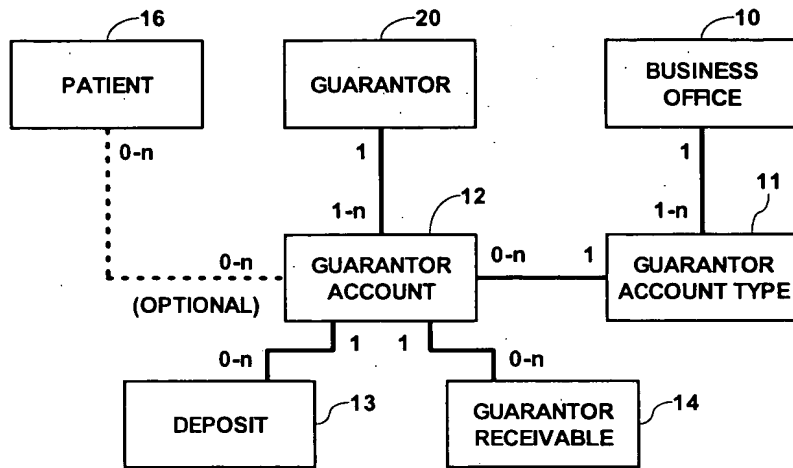 16
20
10
PATIENT
GUARANTOR
BUSINESS
OFFICE
0-n
1
1
1-n
12
1-n
11
0-n
GUARANTOR
ACCOUNT
0-n
1
GUARANTOR
ACCOUNT TYPE
(OPTIONAL)
0-n
1
1
0-n
DEPOSIT
13
GUARANTOR
RECEIVABLE
14